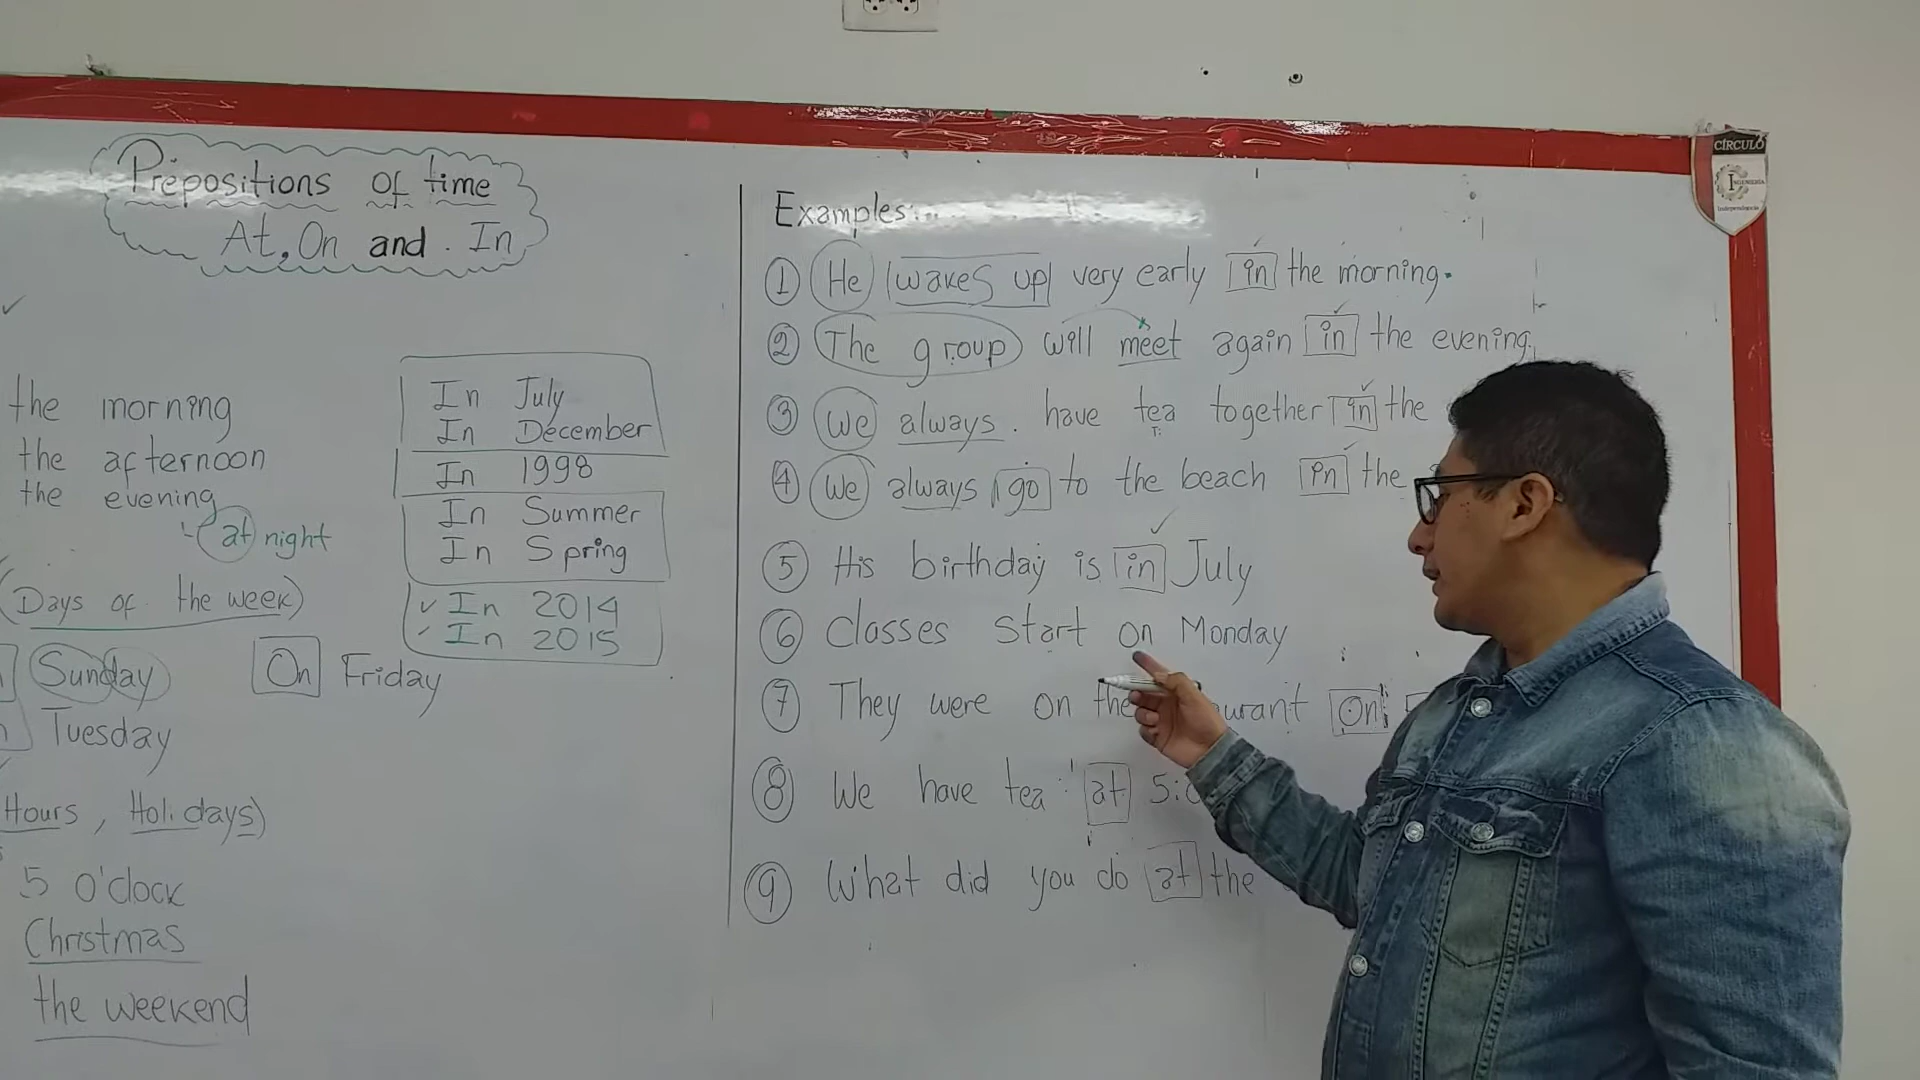 Prepositions of time
At, On and. In
the morning
the afternoon
the evening
at night
(Days of the week)
Sunday
On Friday
Tuesday
Hours, Holidays)
5 O'clock
Christmas
the weekend
In July
In December
In 1998
In Summer
In Spring
In 2014
In 2015
Examples:...
1 He wakes up very early in the morning.
2 The group will meet again in the evening.
3 We always. have tea together in the
4 We always go to the beach in the
5 His birthday is in July
6 Classes Start on Monday
7 They were on the On
8 We have tea at
9 What did you do at the
CÍRCULO
INGENIERÍA
Independencia